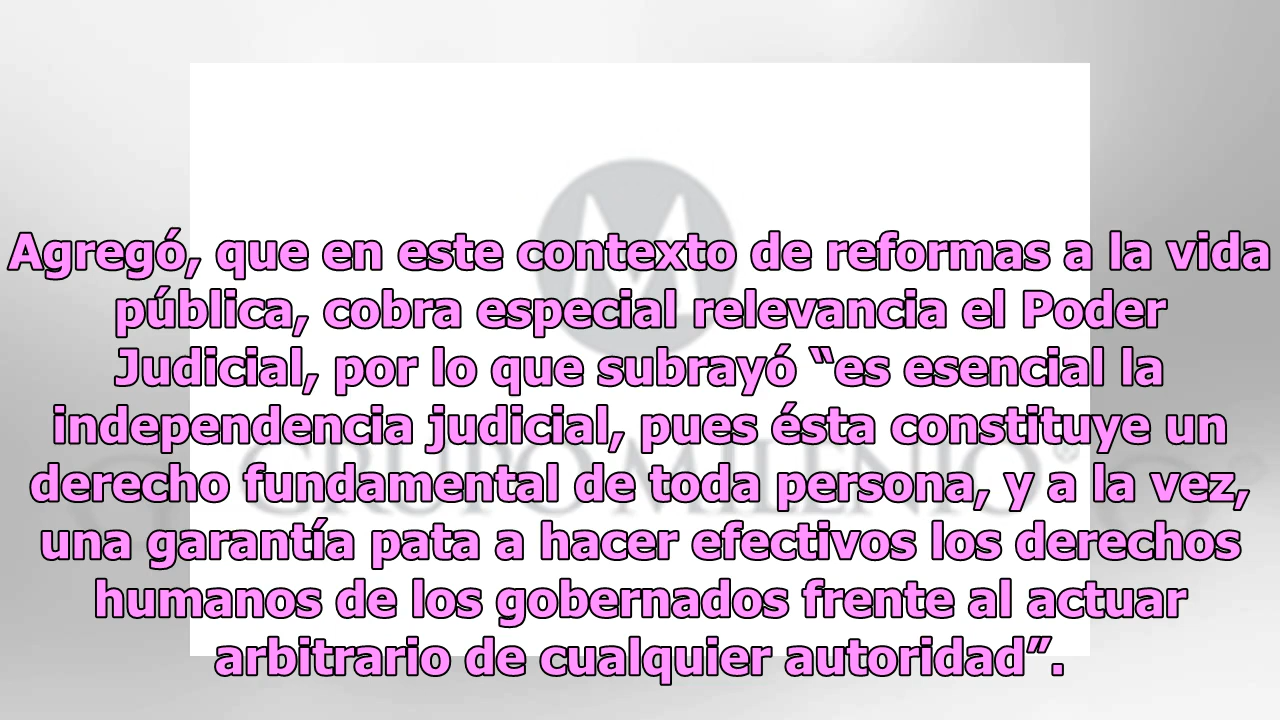 M
Agregó, que en este contexto de reformas a la vida
pública, cobra especial relevancia el Poder
Judicial, por lo que subrayó “es esencial la
independencia judicial, pues ésta constituye un
derecho fundamental de toda persona, y a la vez,
una garantía pata a hacer efectivos los derechos
humanos de los gobernados frente al actuar
arbitrario de cualquier autoridad”.
GRUPO MILENIO®